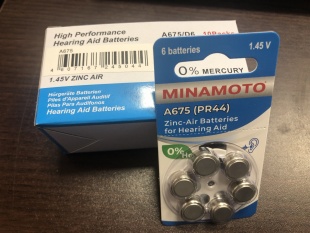 High Performance
Hearing Aid Batteries
A675/D6 10Packs
A675
1.45V ZINC AIR
Hörgeräte Batterien
Piles d'Appareil Auditif
Piles Para Audifonos
Hearing Aid Batteries
6 batteries
1.45 V
0% MERCURY
MINAMOTO
A675 (PR44)
Zinc-Air Batteries
for Hearing Aid
0%